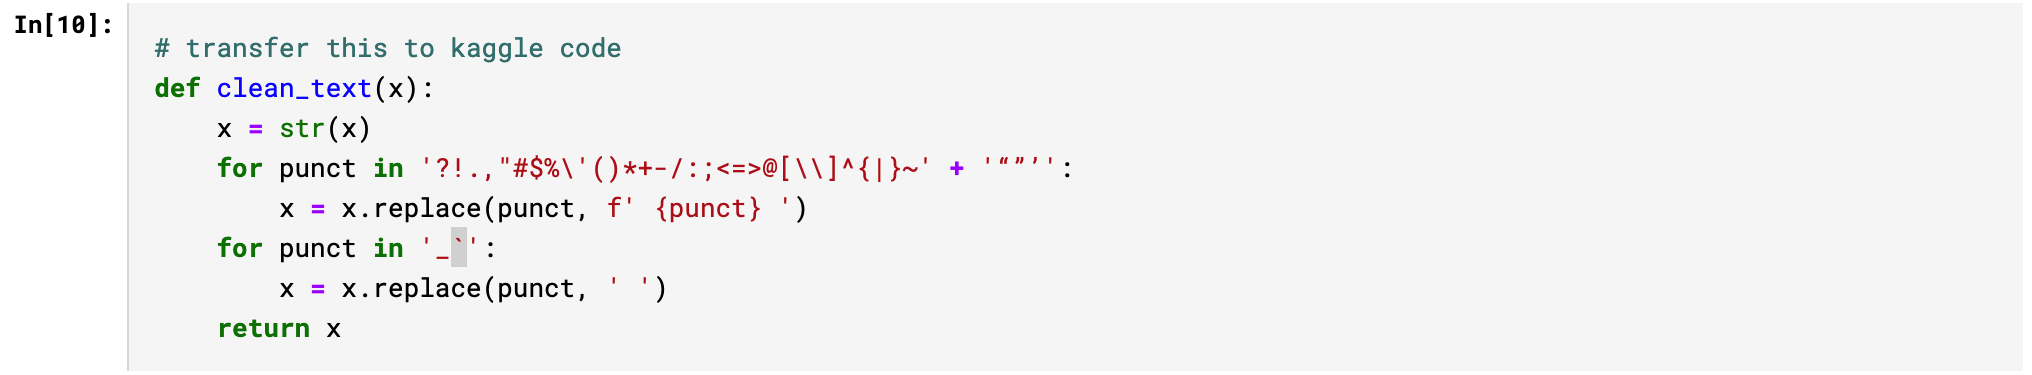 In[10]:
# transfer this to kaggle code
def clean_text(x):
    x = str(x)
    for punct in '?!.,"#$%\'()*+-/:;<=>@[\\]^{|}~' + '“”’':
        x = x.replace(punct, f' {punct} ')
    for punct in '_`':
        x = x.replace(punct, ' ')
    return x